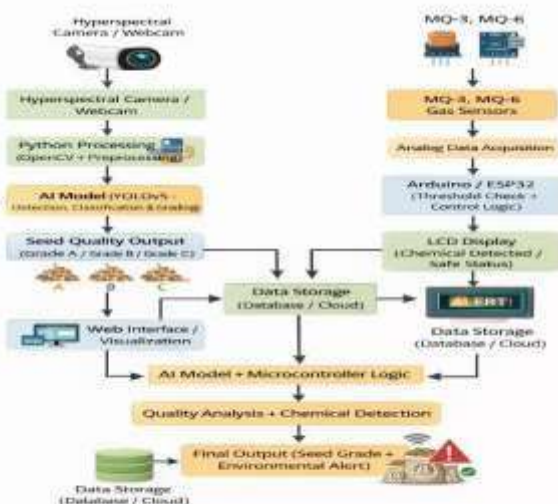 Hyperspectral
Camera / Webcam
Hyperspectral Camera /
Webcam
Python Processing
(OpenCV + Preprocessing)
AI Model (YOLOv5 -
Detection, Classification & Grading)
Seed Quality Output
(Grade A / Grade B / Grade C)
A B C
Web Interface /
Visualization
MQ-3, MQ-6
MQ-3, MQ-6
Gas Sensors
Analog Data Acquisition
Arduino / ESP32
(Threshold Check +
Control Logic)
LCD Display
(Chemical Detected /
Safe Status)
ALERT!
Data Storage
(Database / Cloud)
Data Storage
(Database / Cloud)
AI Model + Microcontroller Logic
Quality Analysis + Chemical Detection
Final Output (Seed Grade +
Environmental Alert)
Data Storage
(Database / Cloud)